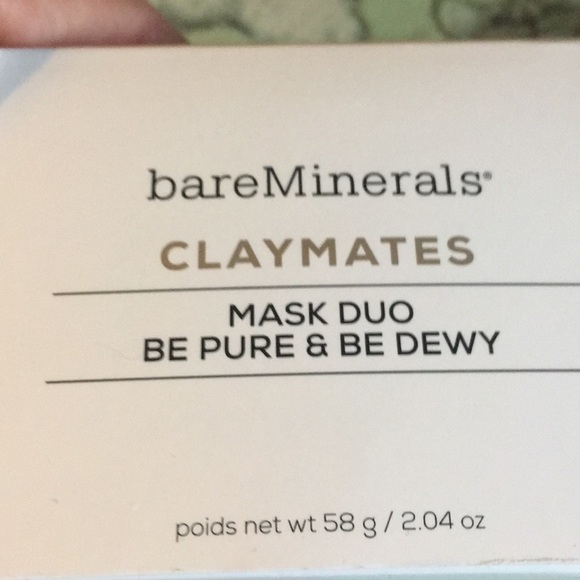 bareMinerals®
CLAYMATES
MASK DUO
BE PURE & BE DEWY
poids net wt 58 g / 2.04 oz